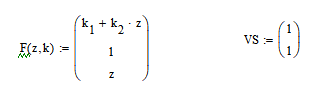 F(z,k) := ( k₁ + k₂ · z
1
z )
VS := ( 1
1 )